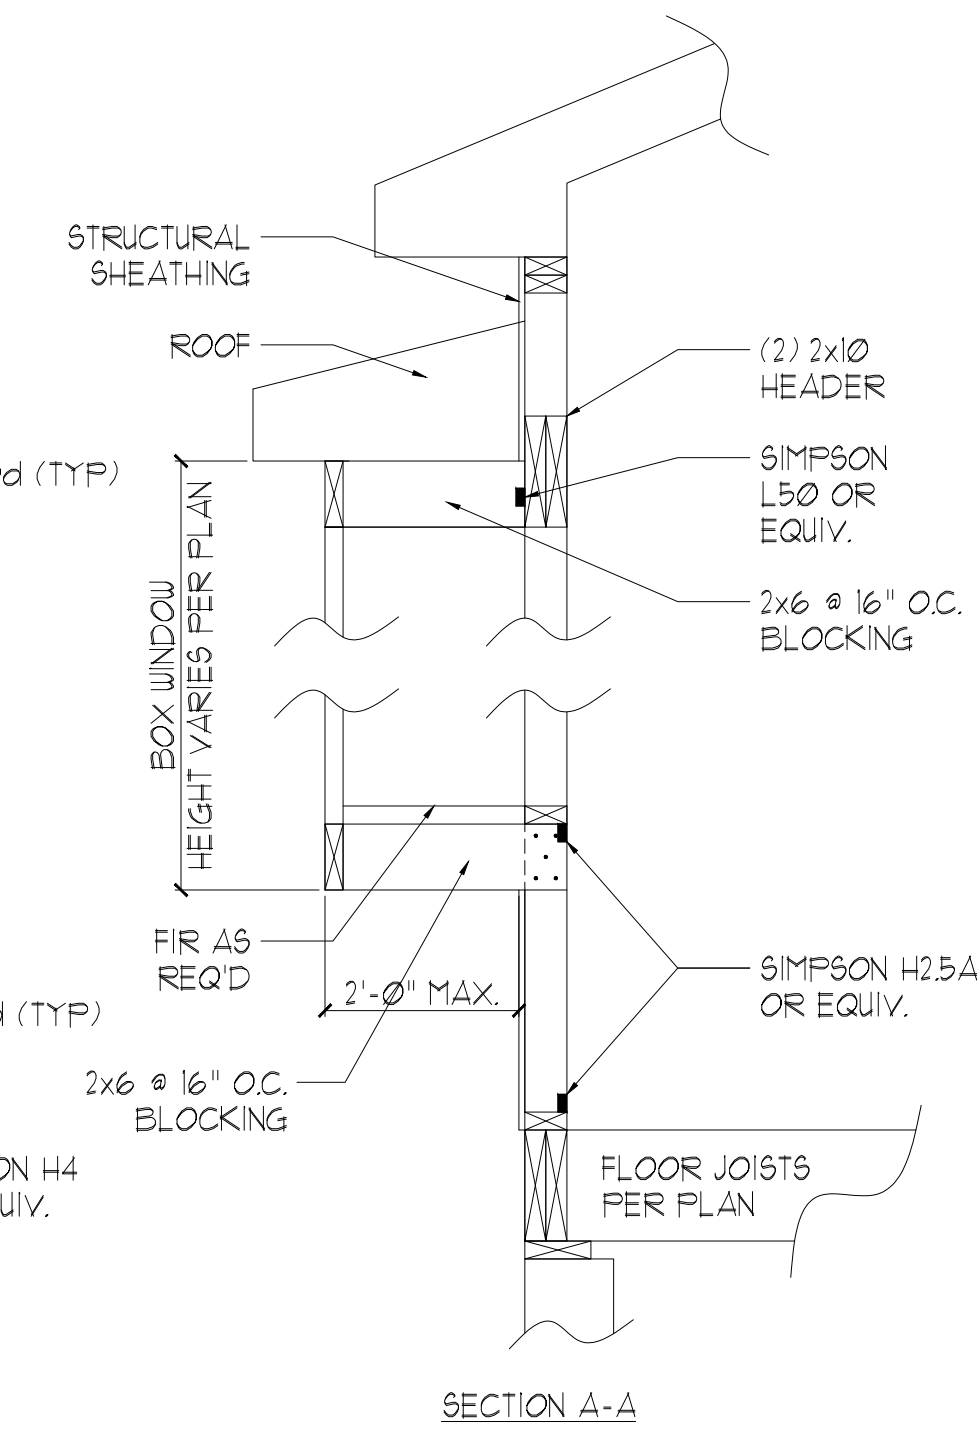 STRUCTURAL
SHEATHING
ROOF
(2) 2x10
HEADER
SIMPSON
L50 OR
EQUIV.
(TYP)
2x6 @ 16" O.C.
BLOCKING
BOX WINDOW
HEIGHT VARIES PER PLAN
FIR AS
REQ'D
2'-0" MAX.
SIMPSON H2.5A
OR EQUIV.
(TYP)
2x6 @ 16" O.C.
BLOCKING
H4
FLOOR JOISTS
PER PLAN
SECTION A-A